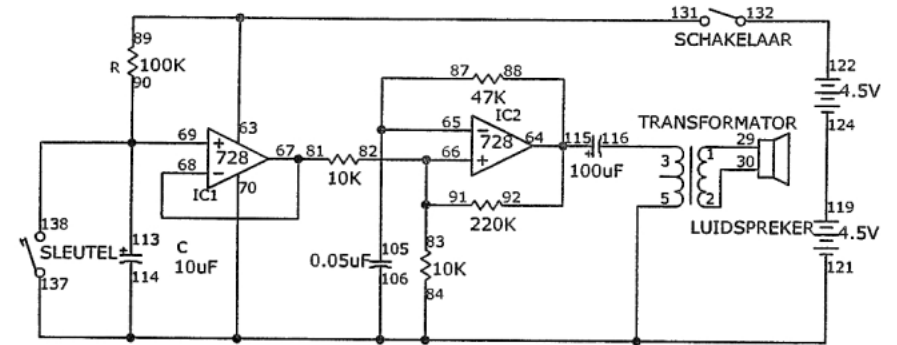 131
132
SCHAKELAAR
89
R
100K
90
122
4.5V
124
87
88
47K
IC2
65
728
64
66
69
63
728
68
67
70
IC1
81
82
10K
115
116
100uF
TRANSFORMATOR
29
30
3
1
5
2
LUIDSPREKER
119
4.5V
121
91
92
220K
138
SLEUTEL
137
113
114
C
10uF
0.05uF
105
106
83
10K
84